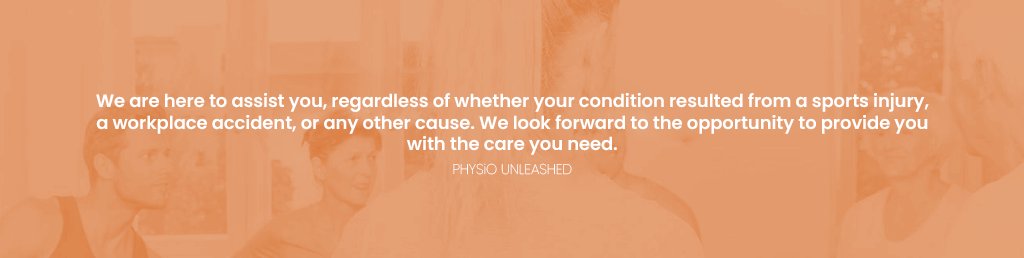 We are here to assist you, regardless of whether your condition resulted from a sports injury,
a workplace accident, or any other cause. We look forward to the opportunity to provide you
with the care you need.
PHYSiO UNLEASHED